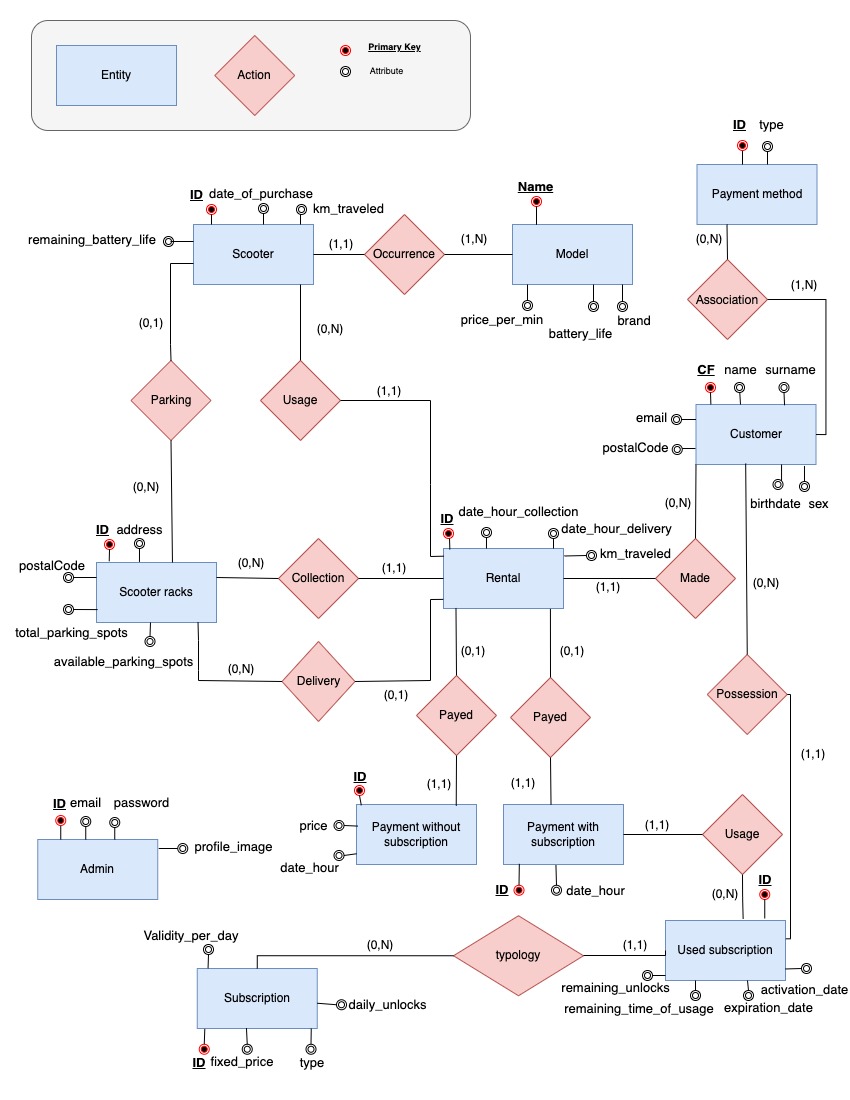 Primary Key
Entity
Action
Attribute
ID
type
Payment method
(0,N)
Association
(1,N)
ID
date_of_purchase
km_traveled
remaining_battery_life
Scooter
(1,1)
Occurrence
(1,N)
Name
Model
price_per_min
battery_life
brand
(0,1)
(0,N)
Parking
Usage
(1,1)
CF
name
surname
email
postalCode
Customer
birthdate
sex
(0,N)
(0,N)
(0,N)
ID
address
postalCode
Scooter racks
total_parking_spots
available_parking_spots
(0,N)
Collection
(1,1)
ID
date_hour_collection
date_hour_delivery
km_traveled
Rental
(1,1)
Made
(0,N)
Delivery
(0,1)
(0,1)
(0,1)
Payed
Payed
Possession
(1,1)
(1,1)
(1,1)
ID
price
date_hour
Payment without
subscription
Payment with
subscription
ID
date_hour
(1,1)
Usage
(0,N)
ID
ID
email
password
profile_image
Admin
Validity_per_day
(0,N)
typology
(1,1)
Used subscription
remaining_unlocks
remaining_time_of_usage
expiration_date
activation_date
Subscription
daily_unlocks
ID
fixed_price
type